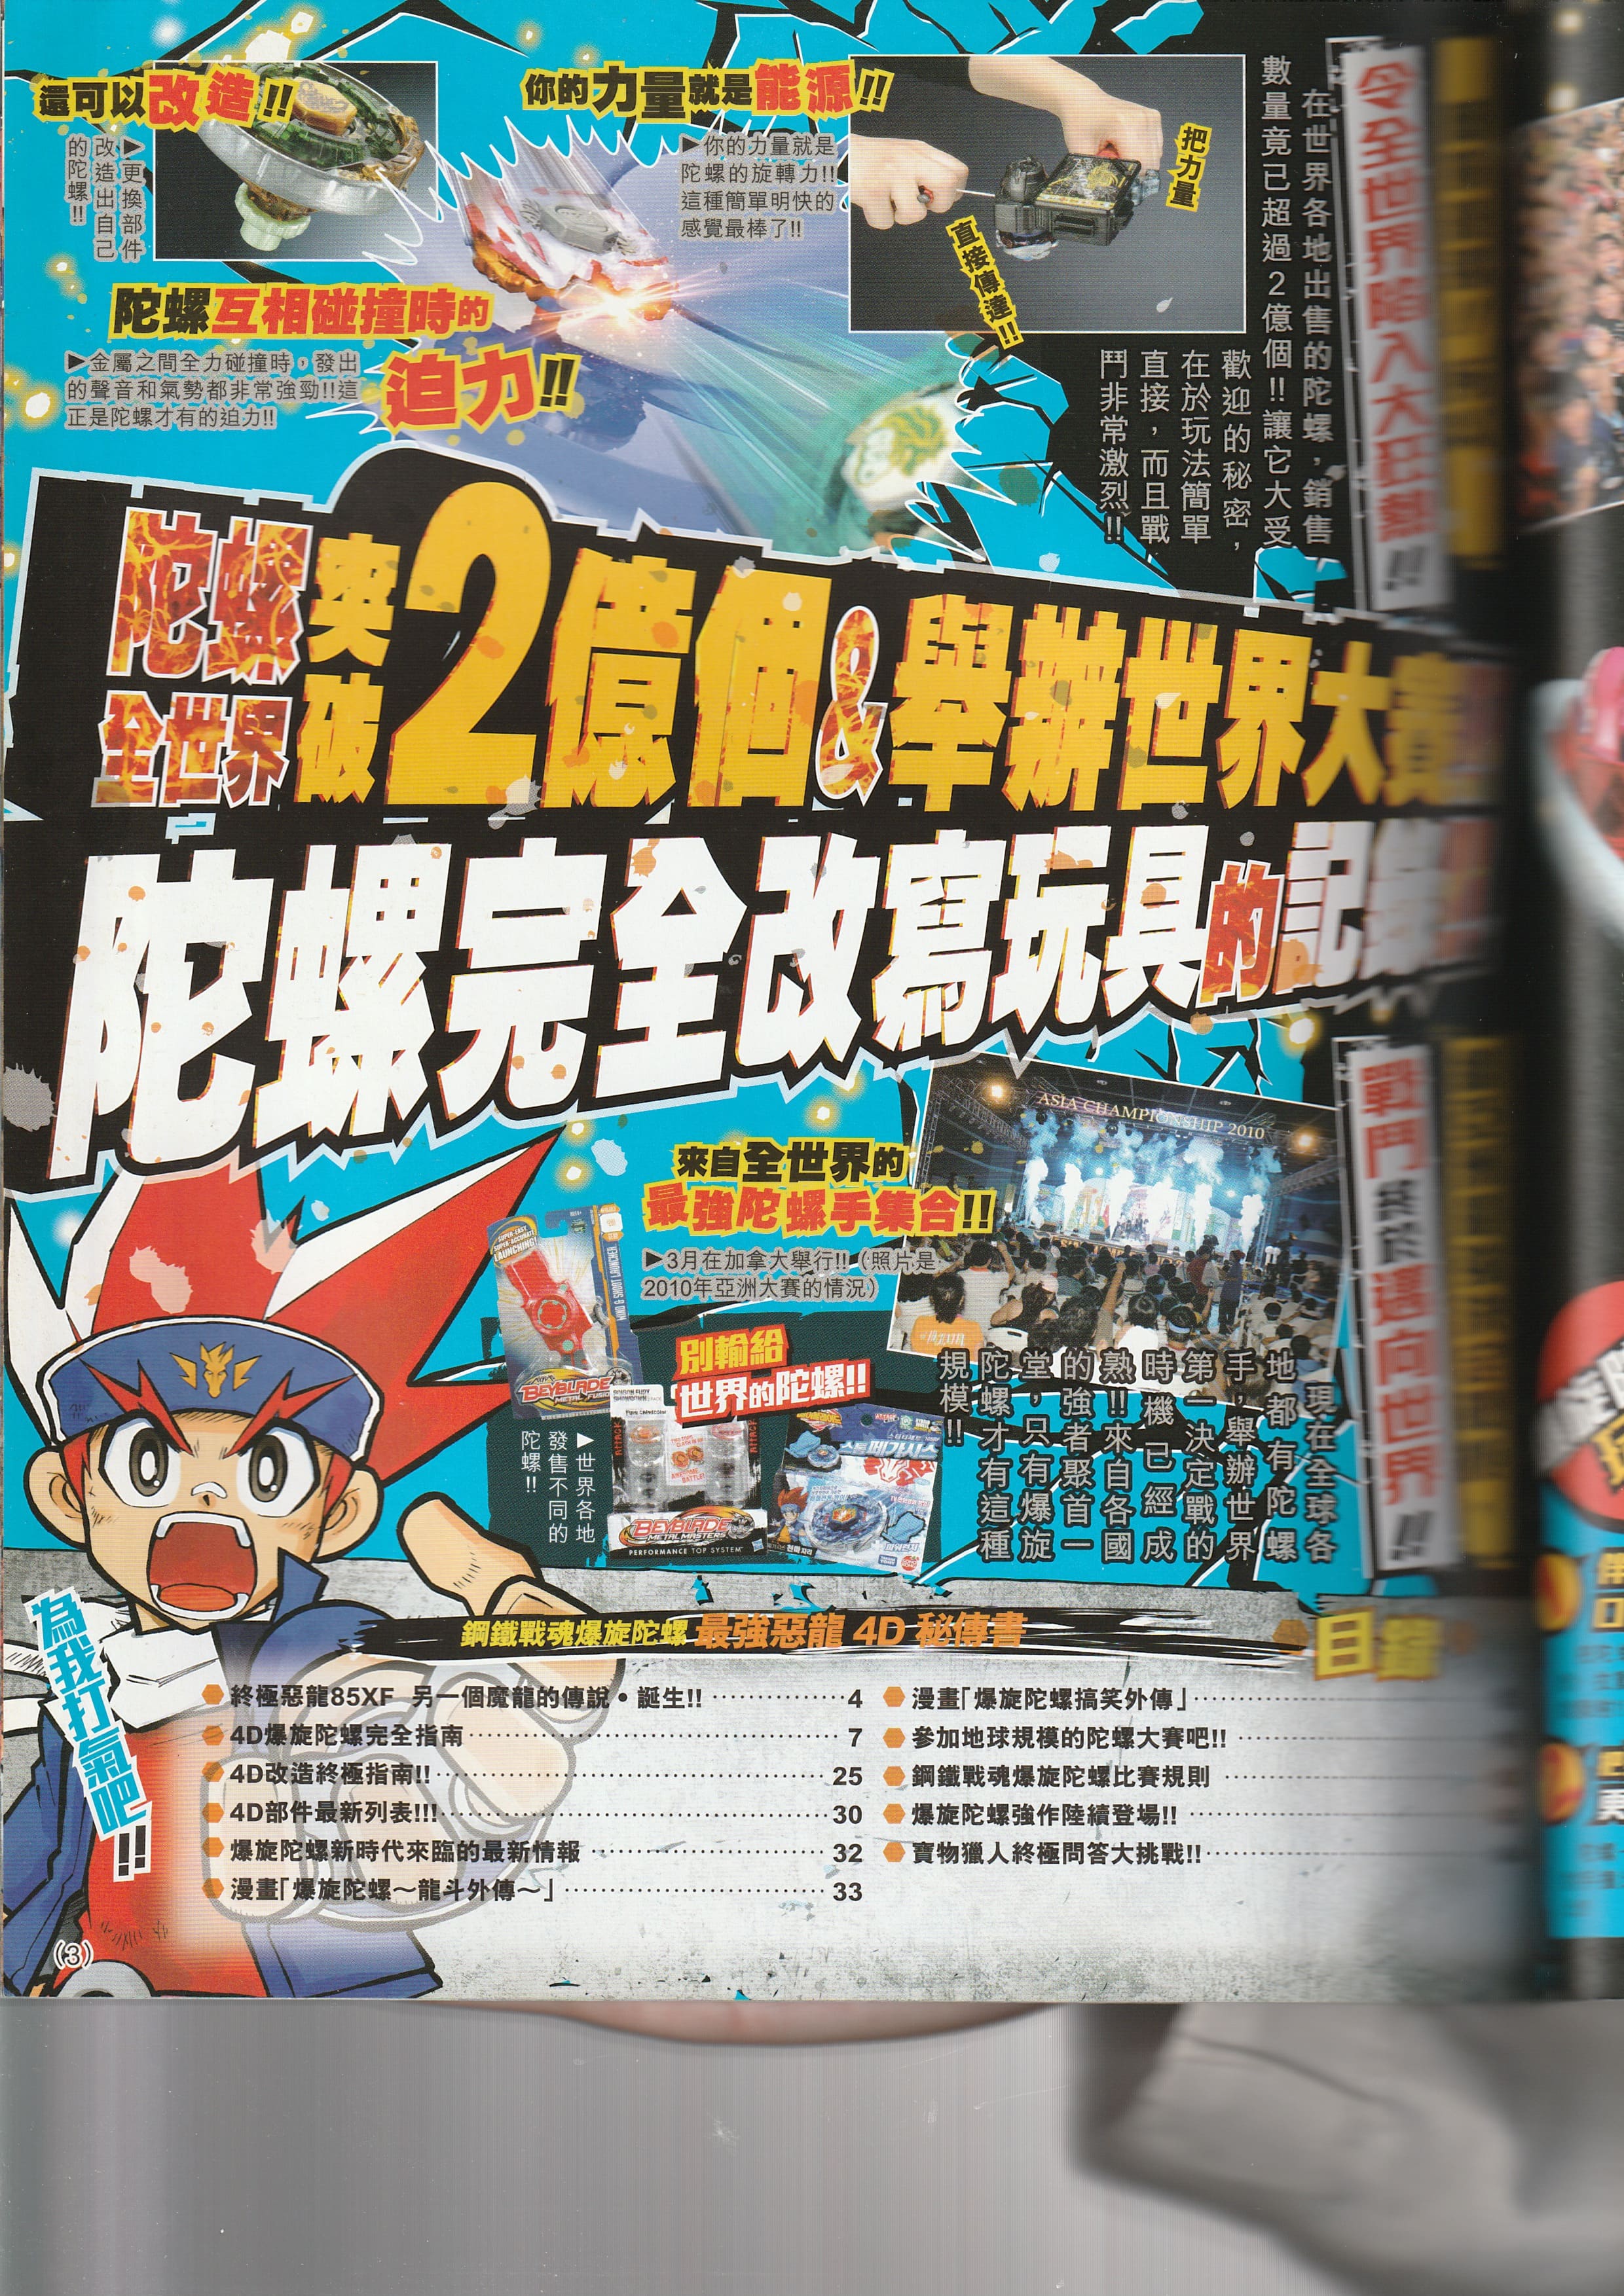 還可以改造!!
▶更換部件
改造出自己
的陀螺!!
你的力量就是能源!!
▶你的力量就是
陀螺的旋轉力!!
這種簡單明快的
感覺最棒了!!
把力量
直接傳達!!
令全世界陷入大狂熱!!
在世界各地出售的陀螺，銷售
數量竟已超過2億個!!讓它大受
歡迎的秘密，
在於玩法簡單
直接，而且戰
鬥非常激烈!!
陀螺互相碰撞時的
迫力!!
▶金屬之間全力碰撞時，發出
的聲音和氣勢都非常強勁!!這
正是陀螺才有的迫力!!
陀螺
全世界
突破
2億個&舉辦世界大賽
陀螺完全改寫玩具的記錄
ASIA CHAMPIONSHIP 2010
來自全世界的
最強陀螺手集合!!
▶3月在加拿大舉行!!（照片是
2010年亞洲大賽的情況）
戰鬥終於邁向世界!!
現在全球各
地都有陀螺
手，舉辦世界
第一決定戰的
時機已經成
熟!!來自各國
的強者聚首一
堂，只有爆旋
陀螺才有這種
規模!!
SUPER-FAST
SUPER-ACCURATE
LAUNCHING!
WIND & SHOOT LAUNCHER
BEYBLADE
METAL FUSION
別輸給
世界的陀螺!!
▶世界各地
發售不同的
陀螺!!
BEYBLADE
METAL MASTERS
PERFORMANCE TOP SYSTEM
為我打氣吧!!
鋼鐵戰魂爆旋陀螺 最強惡龍 4D 秘傳書
目錄
終極惡龍85XF 另一個魔龍的傳說•誕生!! 4
4D爆旋陀螺完全指南 7
4D改造終極指南!! 25
4D部件最新列表!!! 30
爆旋陀螺新時代來臨的最新情報 32
漫畫「爆旋陀螺～龍斗外傳～」 33
漫畫「爆旋陀螺搞笑外傳」
參加地球規模的陀螺大賽吧!!
鋼鐵戰魂爆旋陀螺比賽規則
爆旋陀螺強作陸續登場!!
寶物獵人終極問答大挑戰!!
(3)